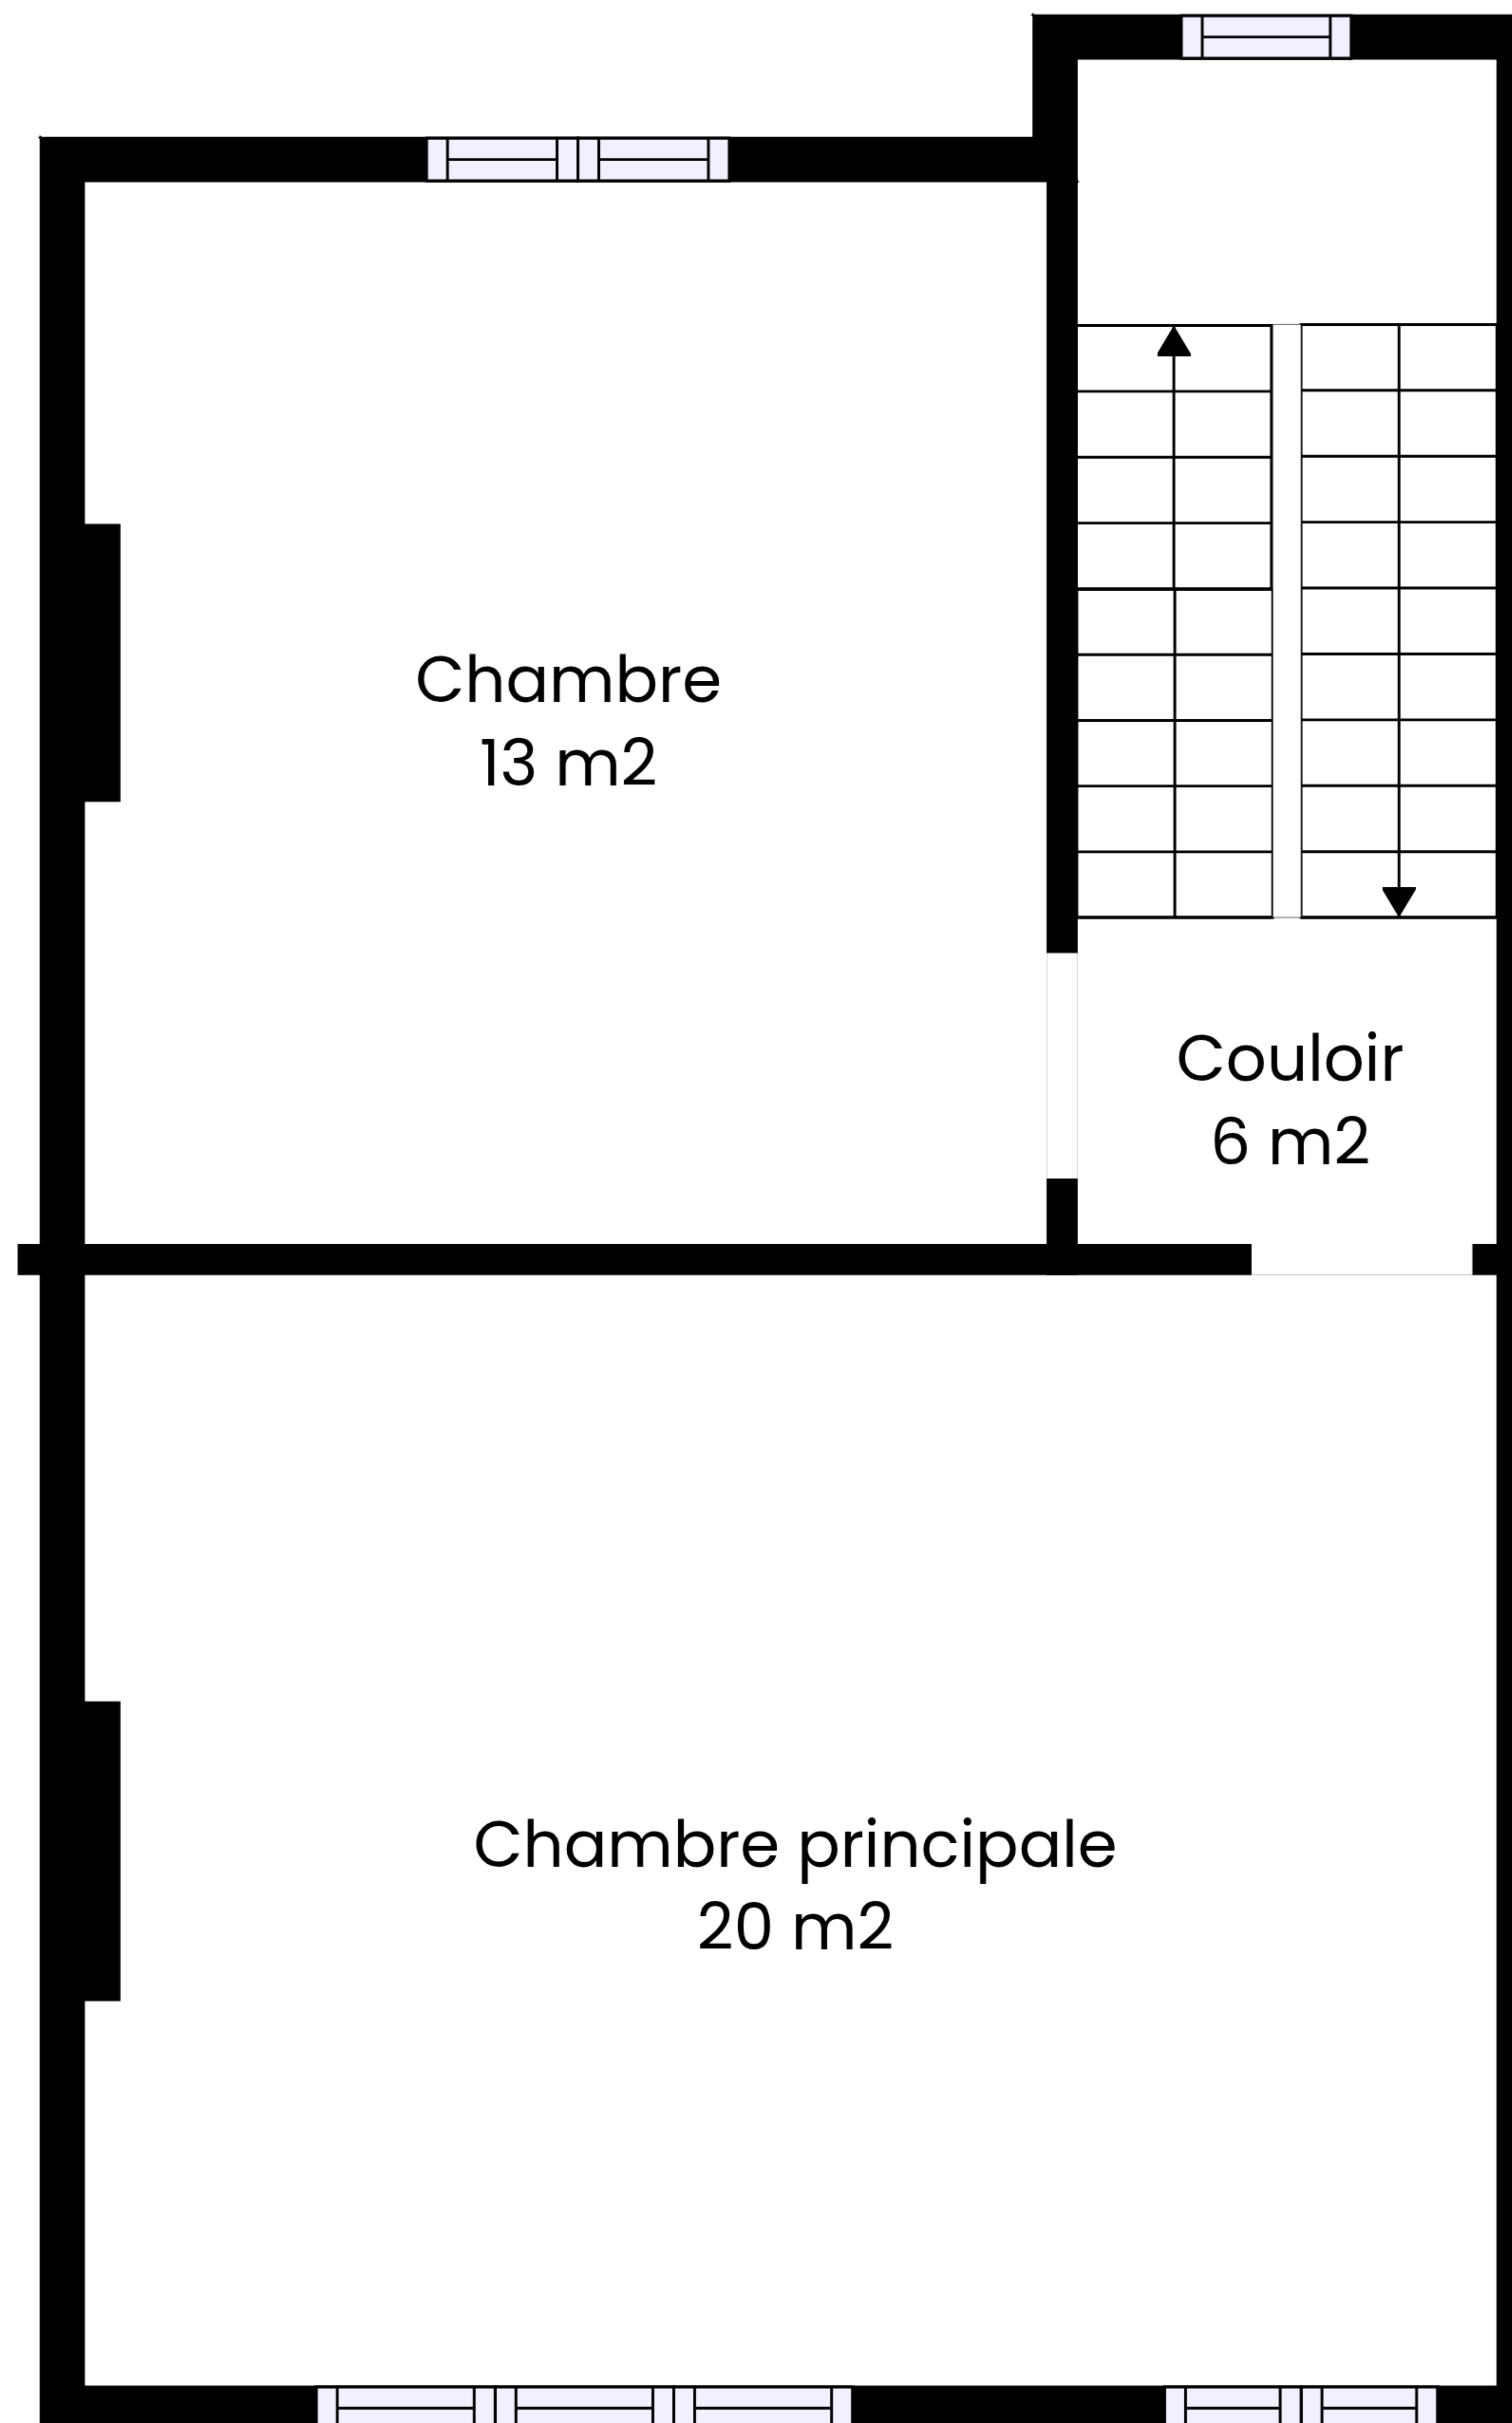 Chambre
13 m2
Couloir
6 m2
Chambre principale
20 m2